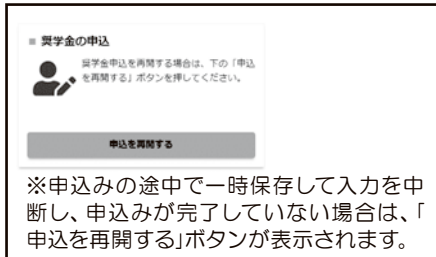 ■ 奨学金の申込
奨学金申込を再開する場合は、下の「申込
を再開する」ボタンを押してください。
申込を再開する
※申込みの途中で一時保存して入力を中
断し、申込みが完了していない場合は、「
申込を再開する」ボタンが表示されます。